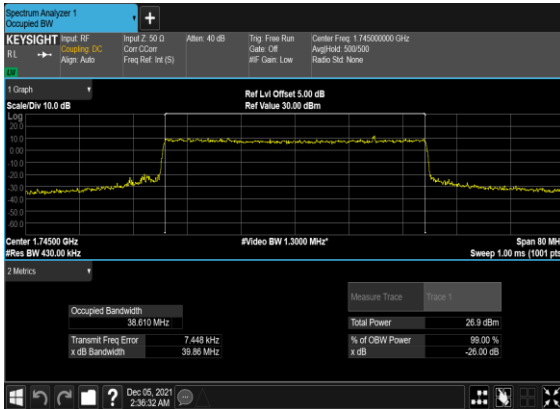 Spectrum Analyzer 1
Occupied BW
KEYSIGHT
RL
LW
Input: RF
Coupling: DC
Align: Auto
Input Z: 50 Ω
Corr CCorr
Freq Ref: Int (S)
Atten: 40 dB
Trig: Free Run
Gate: Off
#IF Gain: Low
Center Freq: 1.745000000 GHz
Avg|Hold: 500/500
Radio Std: None
1 Graph
Scale/Div 10.0 dB
Ref Lvl Offset 5.00 dB
Ref Value 30.00 dBm
Log
20.0
10.0
0.00
-10.0
-20.0
-30.0
-40.0
-50.0
-60.0
Center 1.74500 GHz
#Res BW 430.00 kHz
#Video BW 1.3000 MHz*
Span 80 MH
Sweep 1.00 ms (1001 pts
2 Metrics
Measure Trace Trace 1
Occupied Bandwidth
38.610 MHz
Total Power 26.9 dBm
Transmit Freq Error 7.448 kHz
% of OBW Power 99.00 %
x dB Bandwidth 39.86 MHz
x dB -26.00 dB
?
Dec 05, 2021
2:36:32 AM